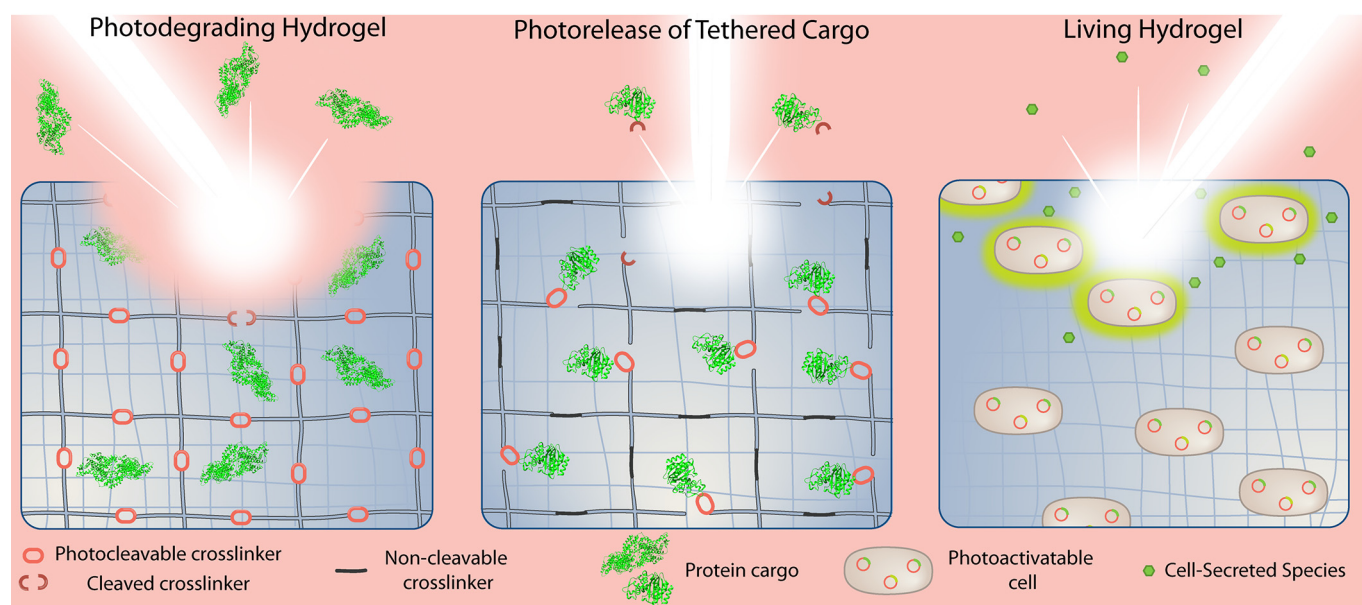 Photodegrading Hydrogel
Photorelease of Tethered Cargo
Living Hydrogel
Photocleavable crosslinker
Cleaved crosslinker
Non-cleavable
crosslinker
Protein cargo
Photoactivatable
cell
Cell-Secreted Species